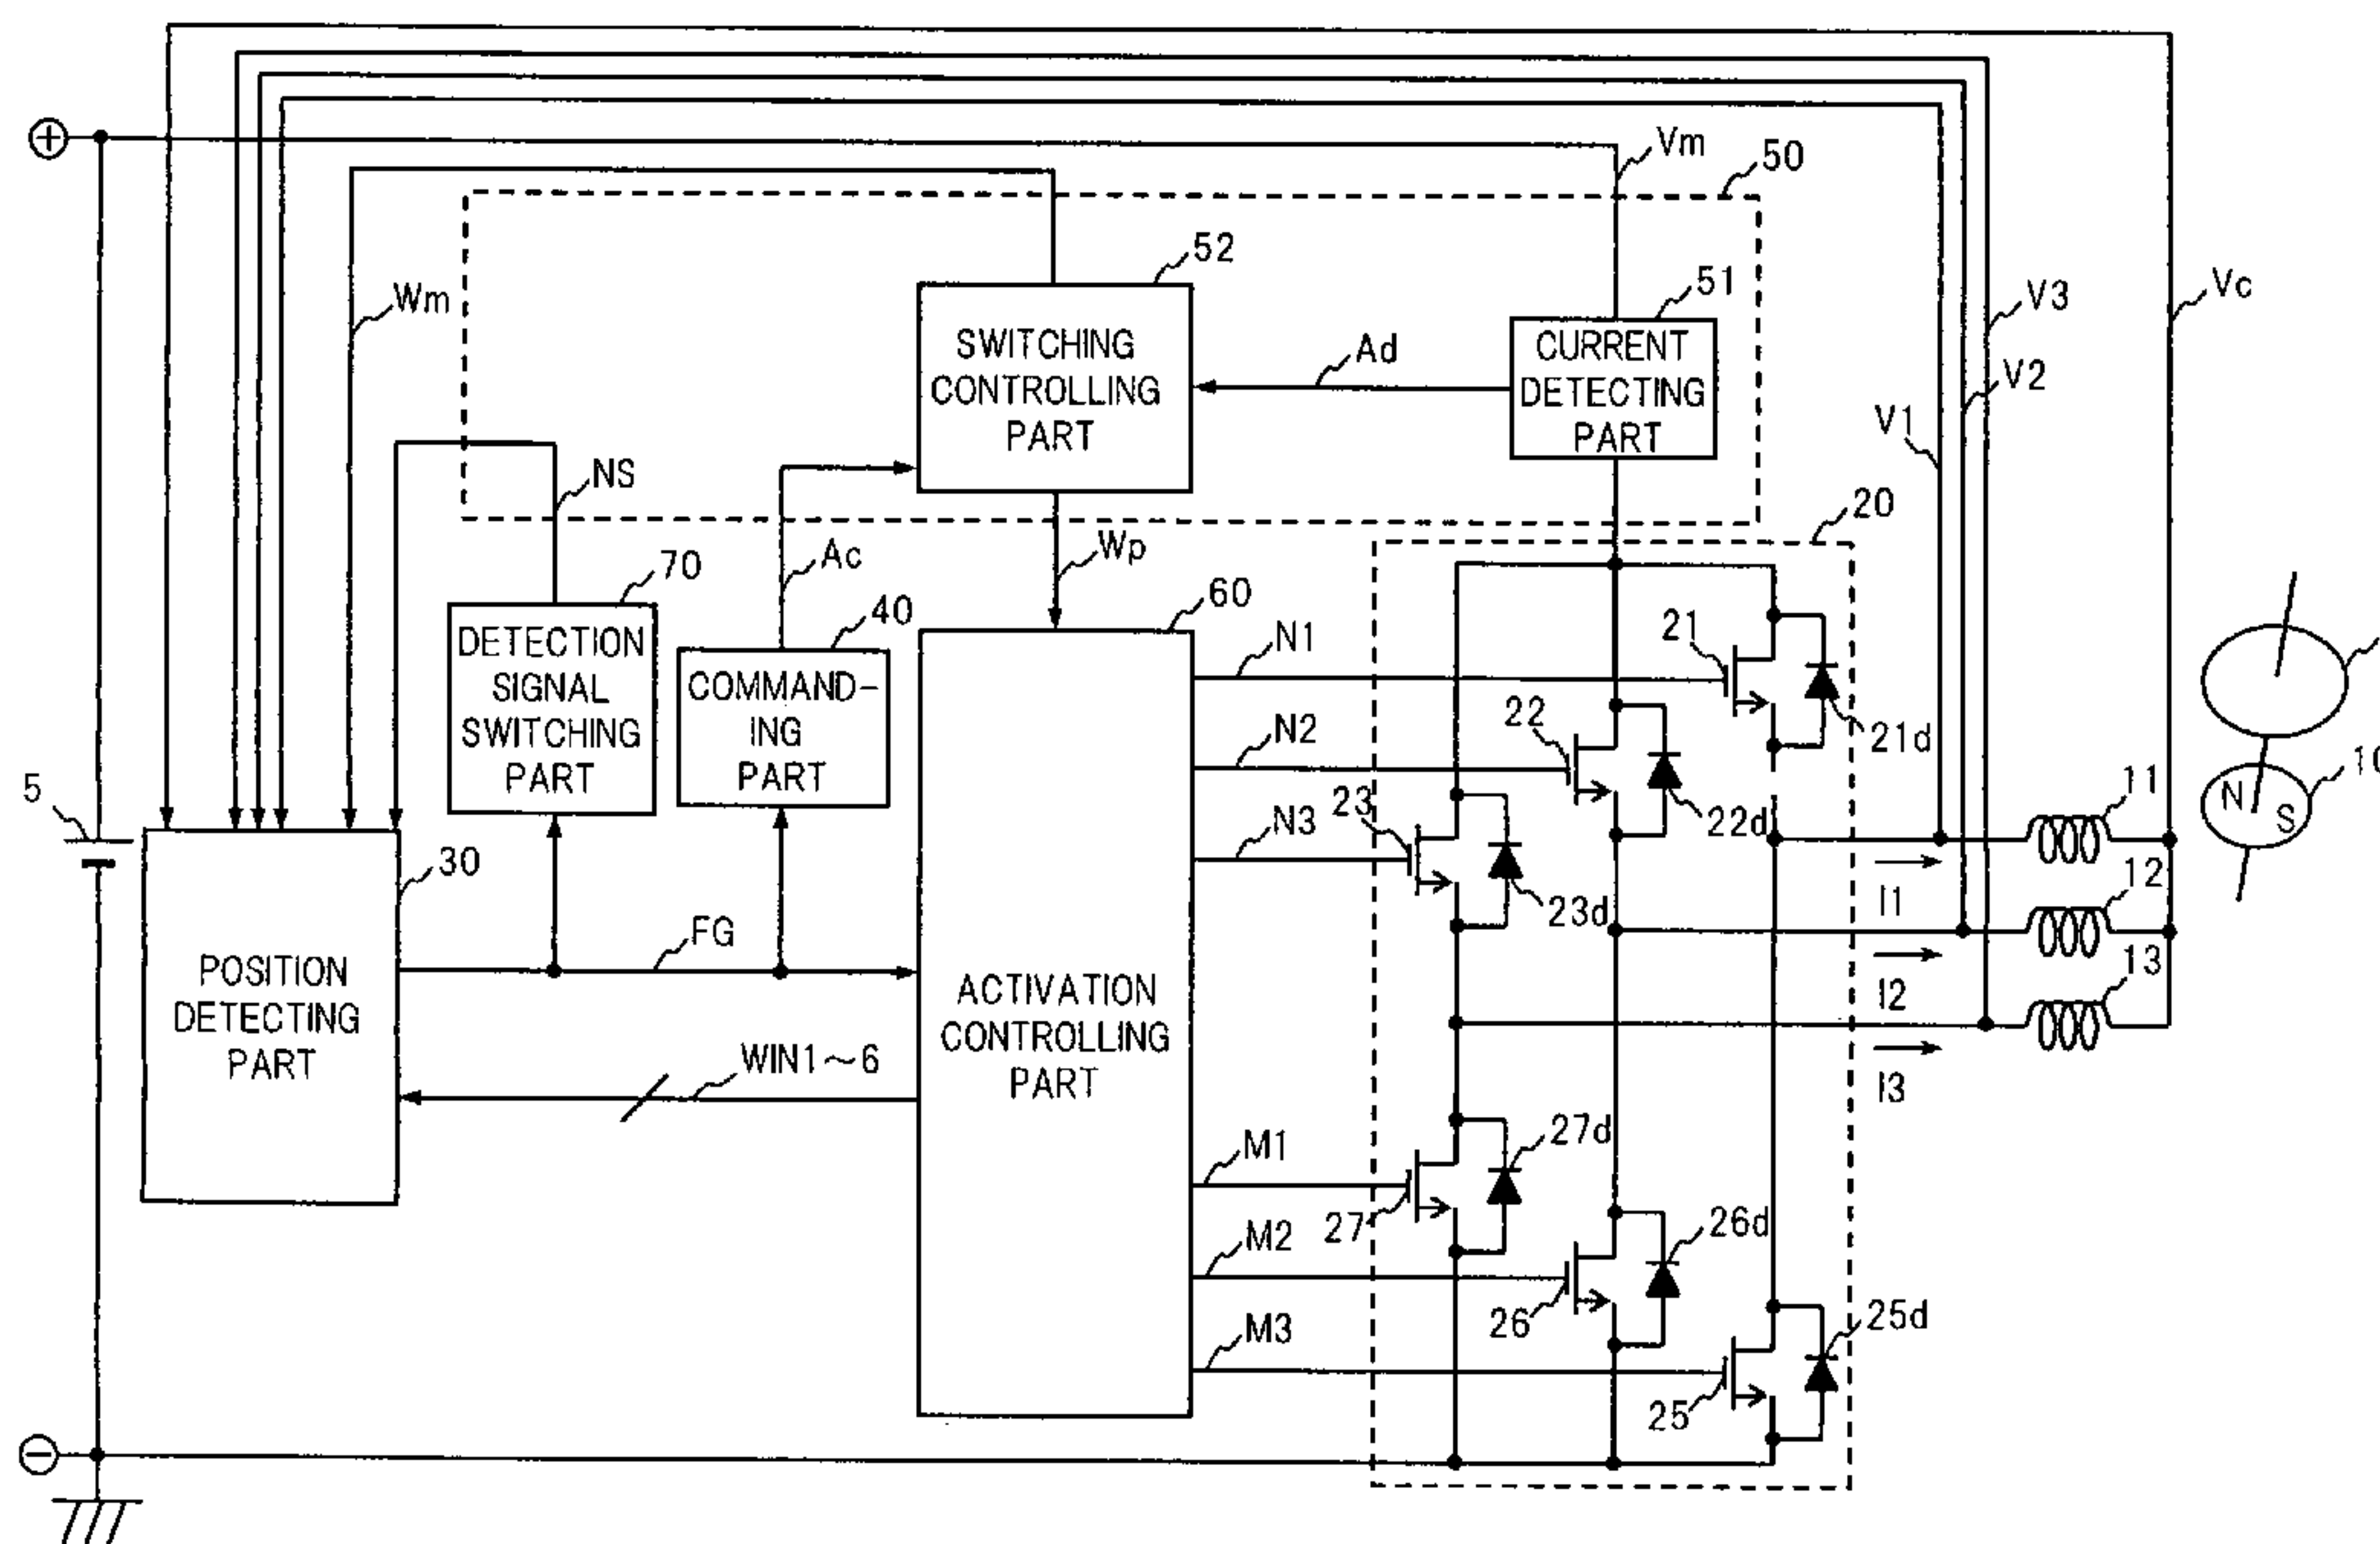 +
Vm
50
52
51
Wm
SWITCHING
CONTROLLING
PART
Ad
CURRENT
DETECTING
PART
V3
Vc
V2
V1
NS
20
Ac
Wp
70
40
60
DETECTION
SIGNAL
SWITCHING
PART
COMMAND-
ING
PART
N1
21
21d
N2
22
22d
N3
23
23d
5
30
N
S
11
I1
12
I2
13
I3
FG
POSITION
DETECTING
PART
ACTIVATION
CONTROLLING
PART
WIN1~6
M1
27
27d
M2
26
26d
M3
25
25d
−